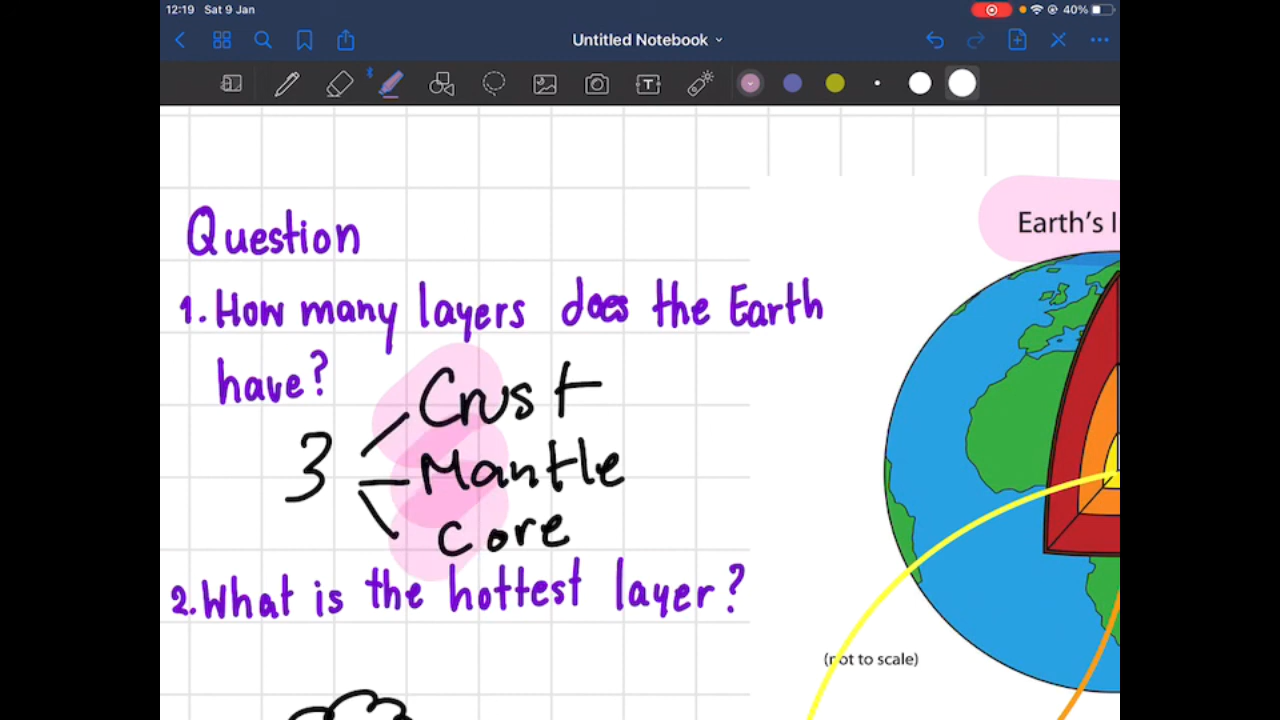 12:19 Sat 9 Jan
40%
Untitled Notebook
Question
1. How many layers does the Earth
have?
3
Crust
Mantle
Core
2. What is the hottest layer?
Earth's I
(not to scale)